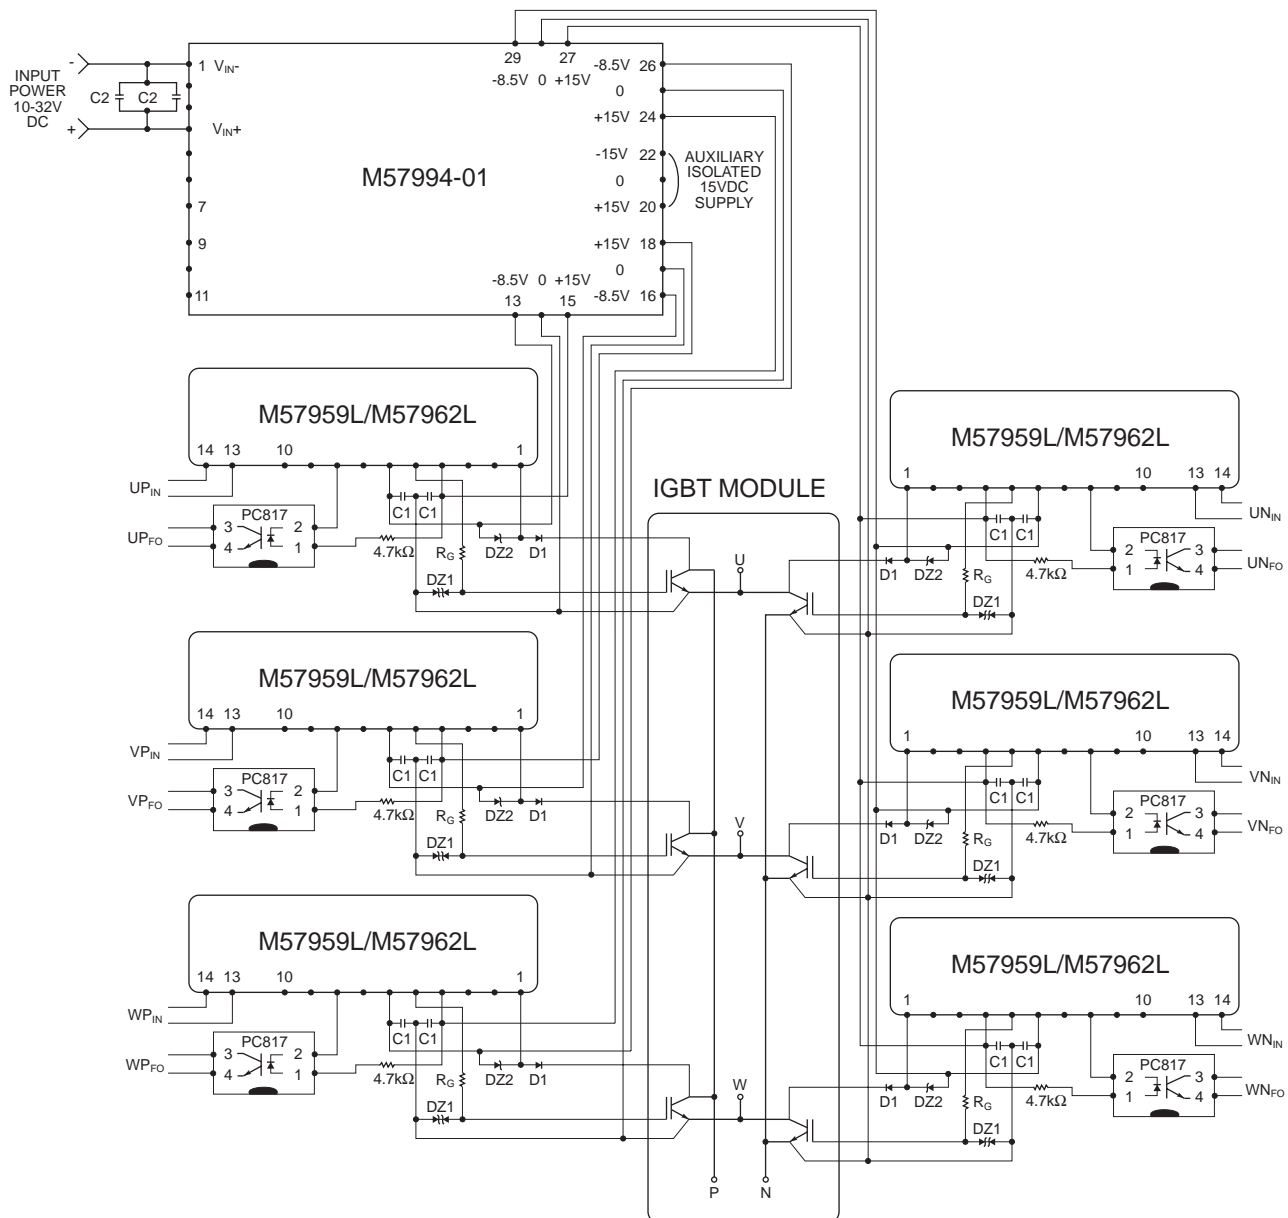 29 27
-8.5V 0 +15V
1 VIN-
VIN+
7
9
11
-8.5V 26
0
+15V 24
-15V 22
0
+15V 20
+15V 18
0
-8.5V 16
-8.5V 0 +15V
13 15
M57994-01
INPUT
POWER
10-32V
DC
-
+
C2 C2
AUXILIARY
ISOLATED
15VDC
SUPPLY
M57959L/M57962L
14 13 10 1
UPIN
UPFO
PC817
3 2
4 1
4.7kΩ
C1 C1
RG
DZ1
DZ2 D1
M57959L/M57962L
14 13 10 1
VPIN
VPFO
PC817
3 2
4 1
4.7kΩ
C1 C1
RG
DZ1
DZ2 D1
M57959L/M57962L
14 13 10 1
WPIN
WPFO
PC817
3 2
4 1
4.7kΩ
C1 C1
RG
DZ1
DZ2 D1
IGBT MODULE
U
V
W
P N
M57959L/M57962L
1 10 13 14
UNIN
UNFO
PC817
2 3
1 4
4.7kΩ
C1 C1
RG
DZ1
D1 DZ2
M57959L/M57962L
1 10 13 14
VNIN
VNFO
PC817
2 3
1 4
4.7kΩ
C1 C1
RG
DZ1
D1 DZ2
M57959L/M57962L
1 10 13 14
WNIN
WNFO
PC817
2 3
1 4
4.7kΩ
C1 C1
RG
DZ1
D1 DZ2